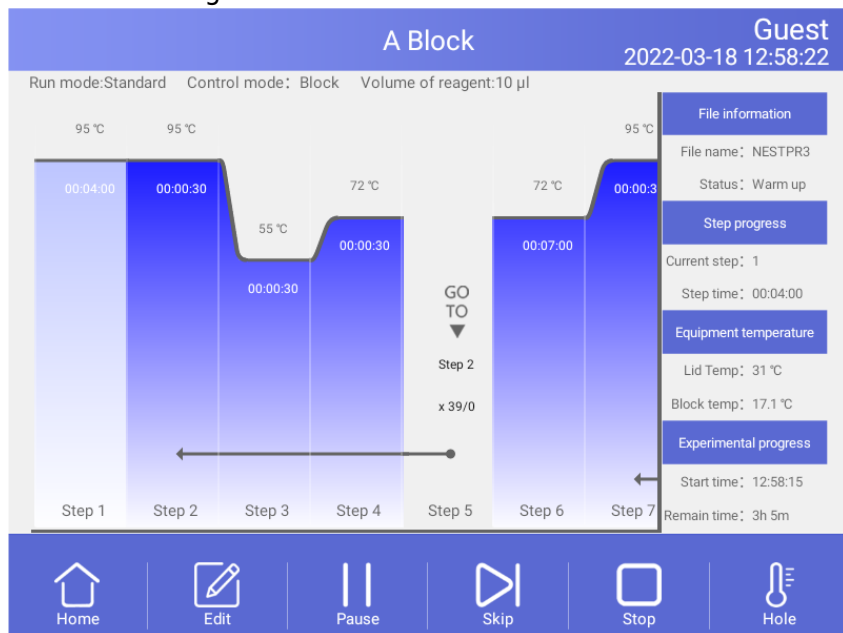 A Block
Guest
2022-03-18 12:58:22
Run mode:Standard Control mode: Block Volume of reagent:10 µl
95 ℃ 95 ℃ 55 ℃ 72 ℃ 72 ℃ 95 ℃
00:04:00 00:00:30 00:00:30 00:00:30 00:07:00 00:00:3
GO
TO
Step 2
x 39/0
Step 1 Step 2 Step 3 Step 4 Step 5 Step 6 Step 7
File information
File name: NESTPR3
Status: Warm up
Step progress
Current step: 1
Step time: 00:04:00
Equipment temperature
Lid Temp: 31 ℃
Block temp: 17.1 ℃
Experimental progress
Start time: 12:58:15
Remain time: 3h 5m
Home Edit Pause Skip Stop Hole